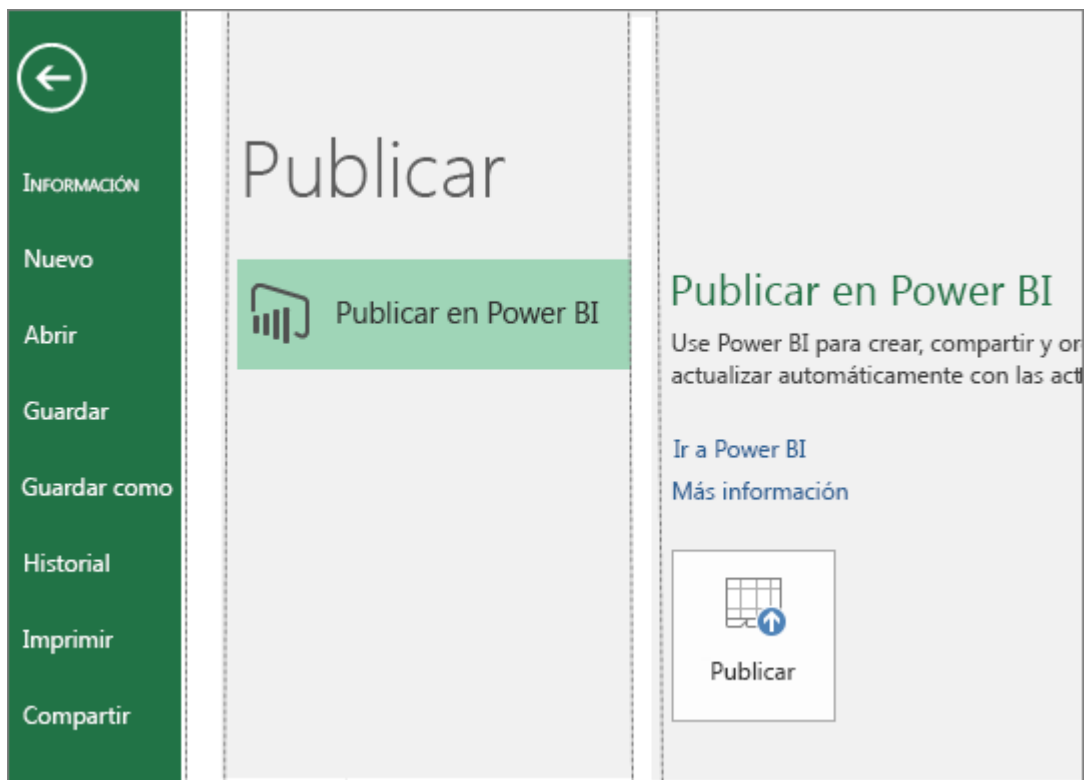 Información
Nuevo
Abrir
Guardar
Guardar como
Historial
Imprimir
Compartir
Publicar
Publicar en Power BI
Publicar en Power BI
Use Power BI para crear, compartir y or
actualizar automáticamente con las act
Ir a Power BI
Más información
Publicar